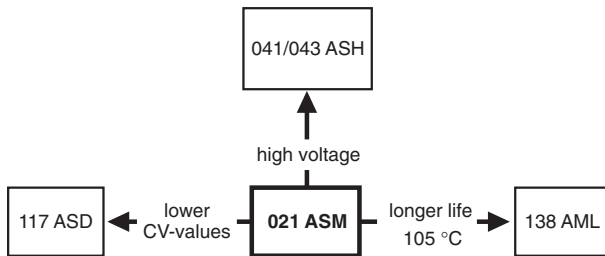 041/043 ASH
high voltage
117 ASD
lower
CV-values
021 ASM
longer life
105 °C
138 AML